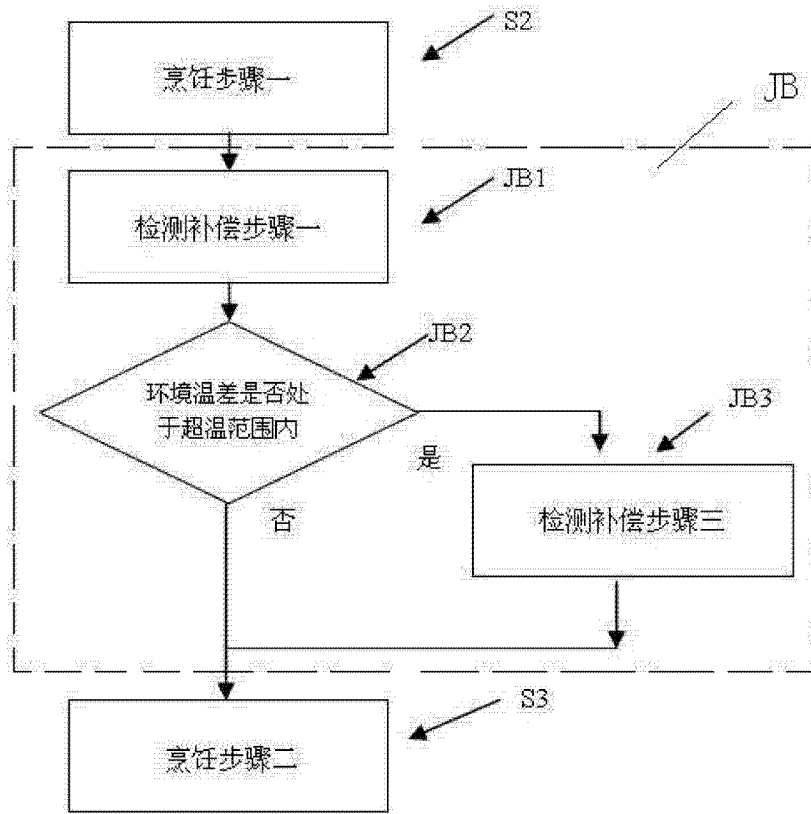 S2
烹饪步骤一
JB
JB1
检测补偿步骤一
JB2
环境温差是否处
于超温范围内
JB3
是
检测补偿步骤三
否
S3
烹饪步骤二